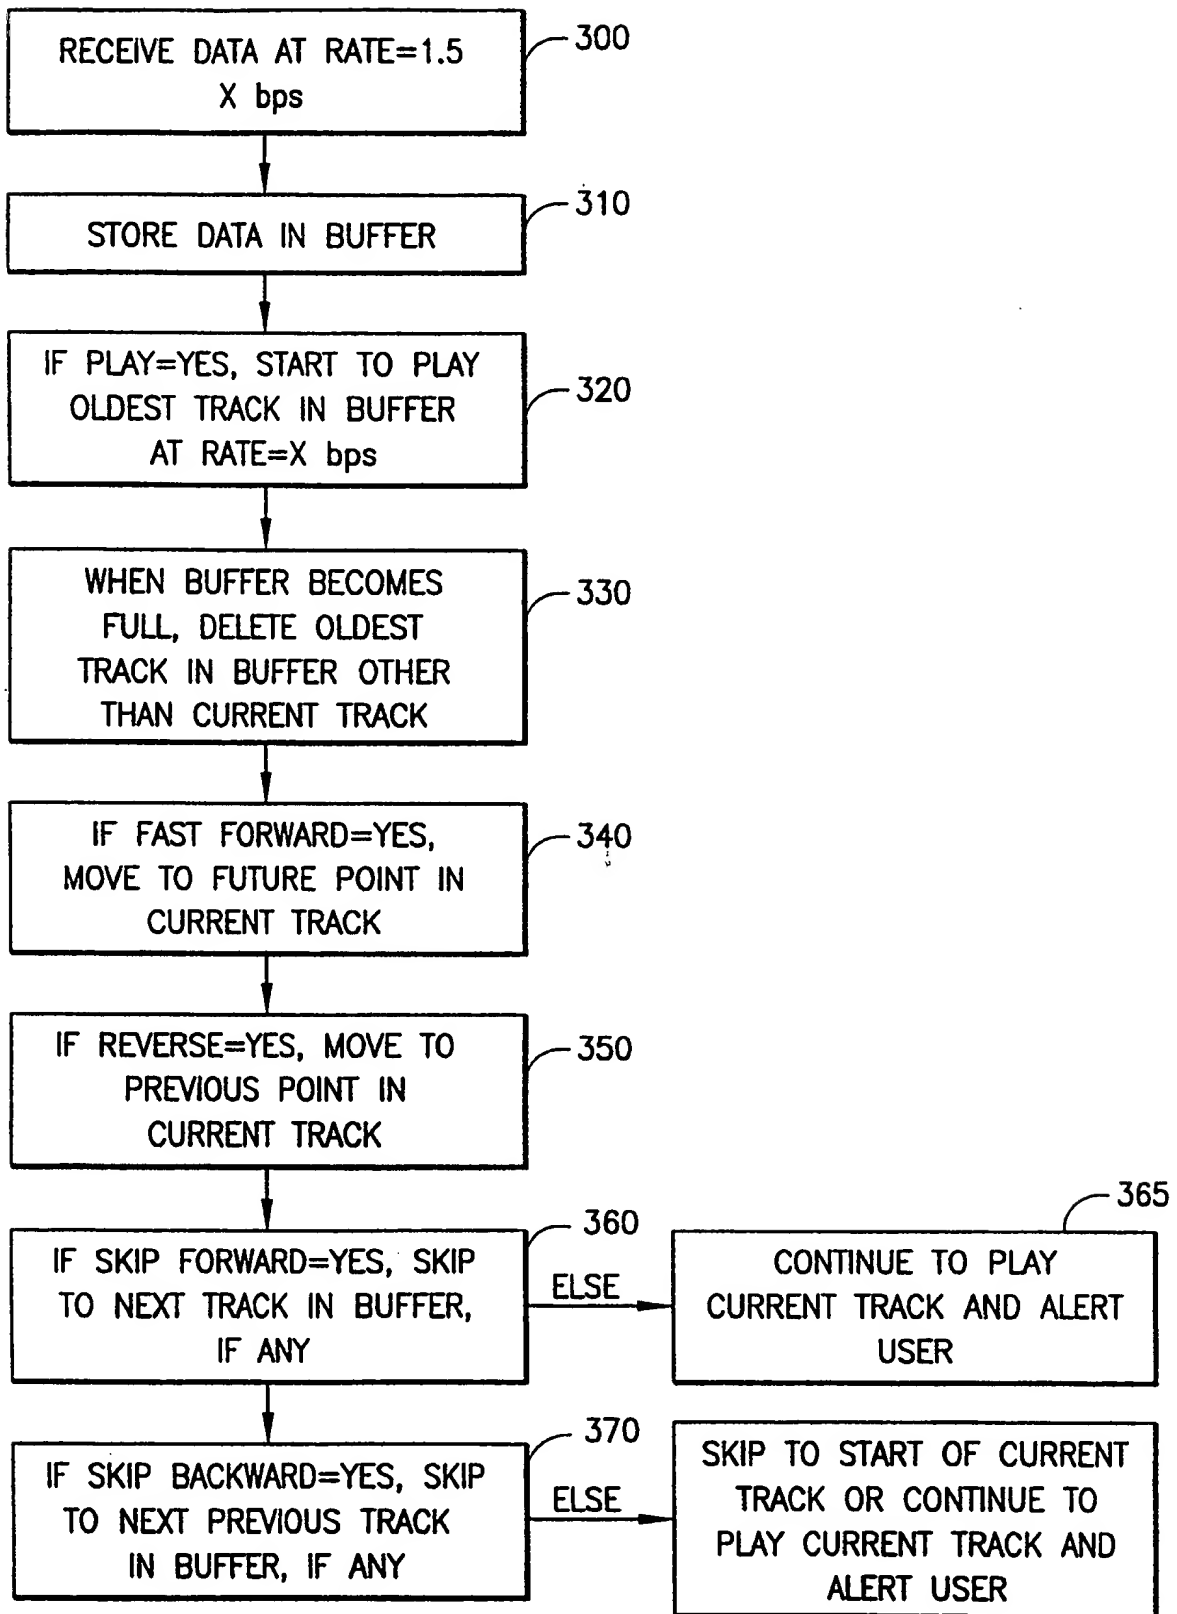 RECEIVE DATA AT RATE=1.5
X bps
300
STORE DATA IN BUFFER
310
IF PLAY=YES, START TO PLAY
OLDEST TRACK IN BUFFER
AT RATE=X bps
320
WHEN BUFFER BECOMES
FULL, DELETE OLDEST
TRACK IN BUFFER OTHER
THAN CURRENT TRACK
330
IF FAST FORWARD=YES,
MOVE TO FUTURE POINT IN
CURRENT TRACK
340
IF REVERSE=YES, MOVE TO
PREVIOUS POINT IN
CURRENT TRACK
350
IF SKIP FORWARD=YES, SKIP
TO NEXT TRACK IN BUFFER,
IF ANY
360
ELSE
CONTINUE TO PLAY
CURRENT TRACK AND ALERT
USER
365
IF SKIP BACKWARD=YES, SKIP
TO NEXT PREVIOUS TRACK
IN BUFFER, IF ANY
370
ELSE
SKIP TO START OF CURRENT
TRACK OR CONTINUE TO
PLAY CURRENT TRACK AND
ALERT USER